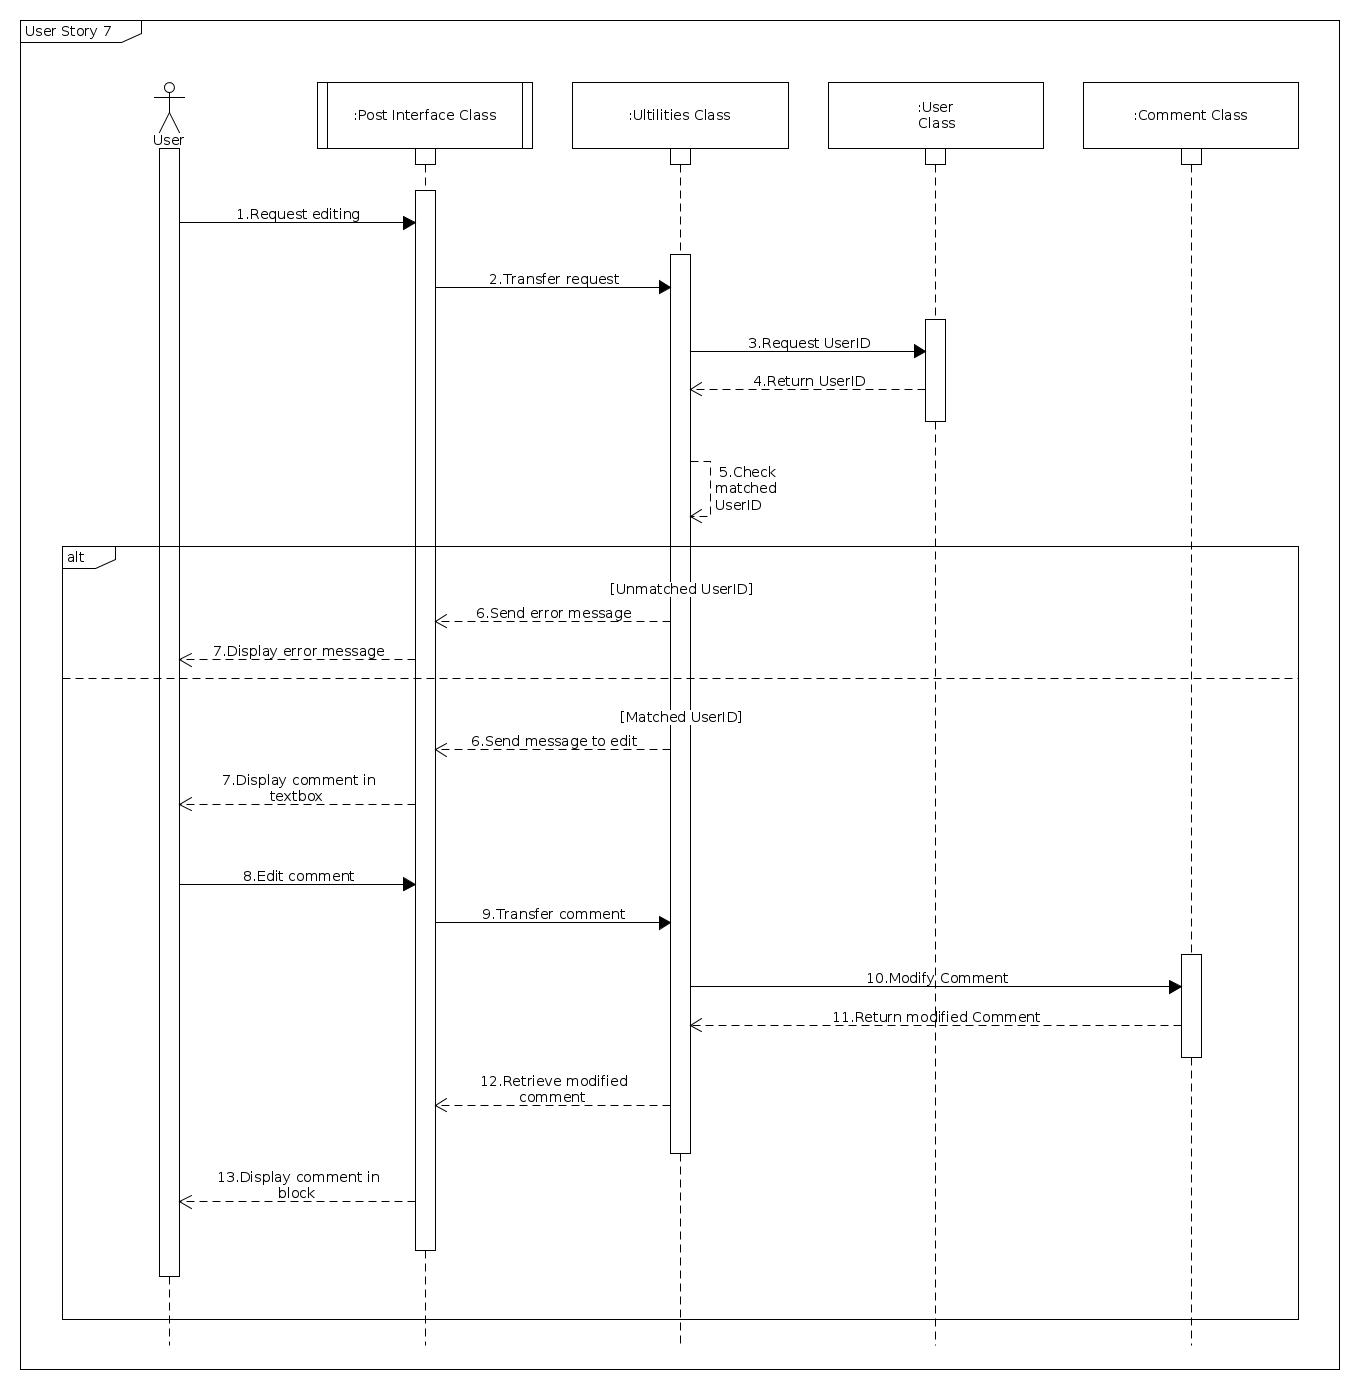 User Story 7
User
:Post Interface Class
:Ultilities Class
:User
Class
:Comment Class
1.Request editing
2.Transfer request
3.Request UserID
4.Return UserID
5.Check
matched
UserID
alt
[Unmatched UserID]
6.Send error message
7.Display error message
[Matched UserID]
6.Send message to edit
7.Display comment in
textbox
8.Edit comment
9.Transfer comment
10.Modify Comment
11.Return modified Comment
12.Retrieve modified
comment
13.Display comment in
block